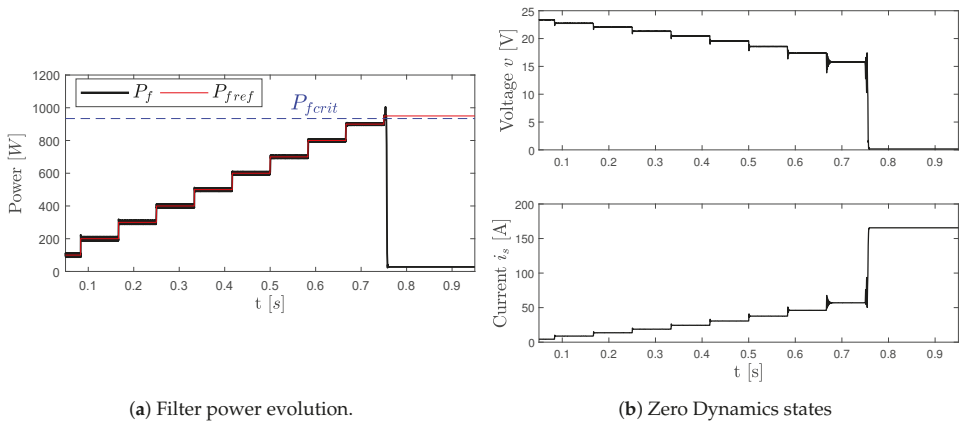 P_f P_fref
P_fcrit
Power [W]
1200
1000
800
600
400
200
0
0.1 0.2 0.3 0.4 0.5 0.6 0.7 0.8 0.9
t [s]
(a) Filter power evolution.
Voltage v [V]
25
20
15
10
5
0
0.1 0.2 0.3 0.4 0.5 0.6 0.7 0.8 0.9
Current i_s [A]
200
150
100
50
0
0.1 0.2 0.3 0.4 0.5 0.6 0.7 0.8 0.9
t [s]
(b) Zero Dynamics states